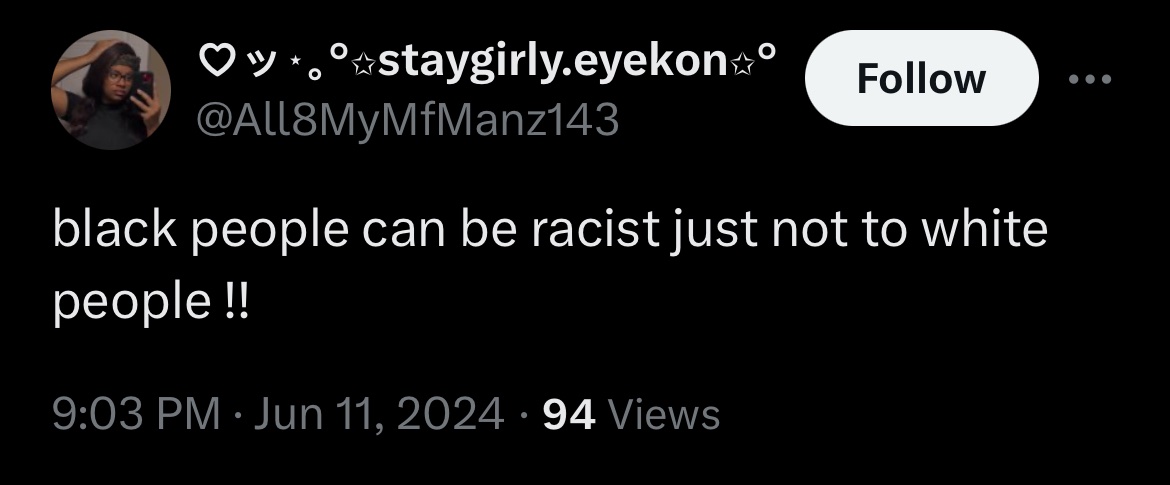 ♡ ッ ⋆｡°✩staygirly.eyekon✩°
@All8MyMfManz143
Follow
black people can be racist just not to white
people !!
9:03 PM · Jun 11, 2024 · 94 Views